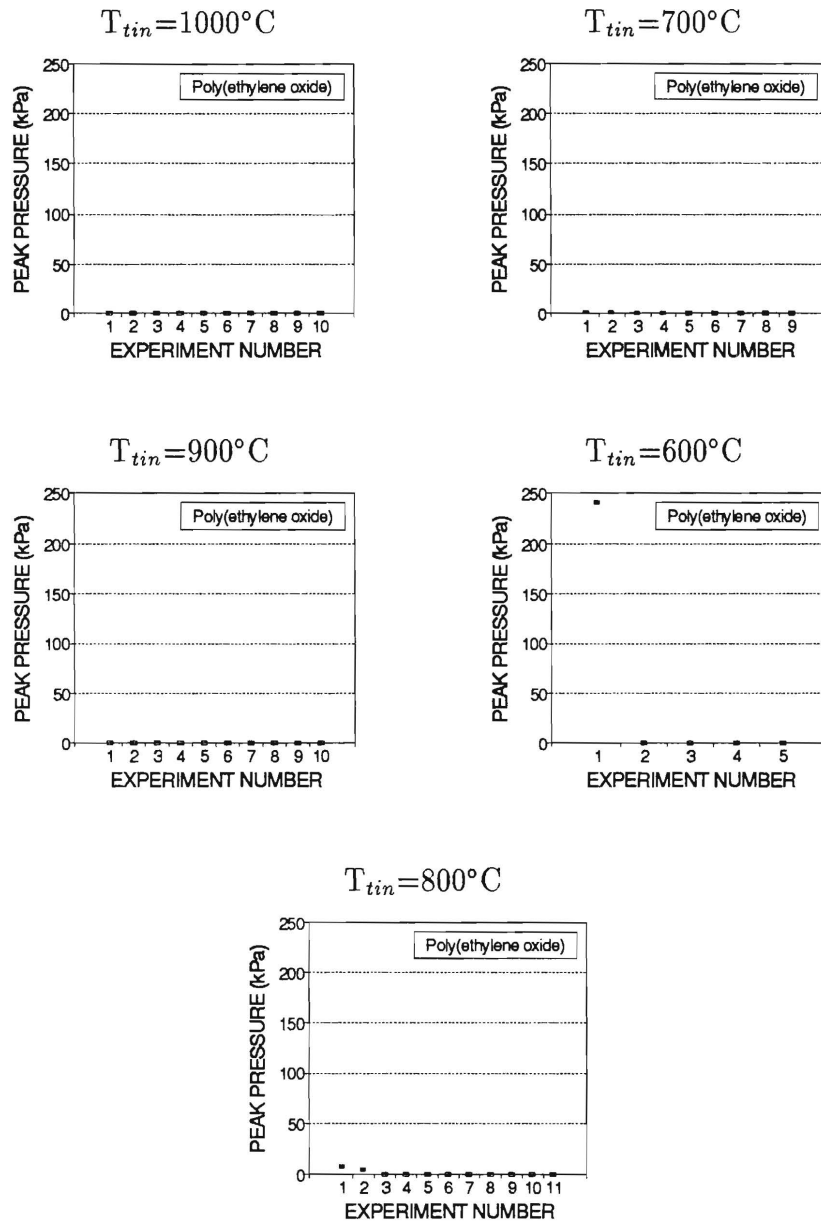 T_tin=1000°C
250
200
150
100
50
0
PEAK PRESSURE (kPa)
Poly(ethylene oxide)
1 2 3 4 5 6 7 8 9 10
EXPERIMENT NUMBER
T_tin=700°C
250
200
150
100
50
0
PEAK PRESSURE (kPa)
Poly(ethylene oxide)
1 2 3 4 5 6 7 8 9
EXPERIMENT NUMBER
T_tin=900°C
250
200
150
100
50
0
PEAK PRESSURE (kPa)
Poly(ethylene oxide)
1 2 3 4 5 6 7 8 9 10
EXPERIMENT NUMBER
T_tin=600°C
250
200
150
100
50
0
PEAK PRESSURE (kPa)
Poly(ethylene oxide)
1 2 3 4 5
EXPERIMENT NUMBER
T_tin=800°C
250
200
150
100
50
0
PEAK PRESSURE (kPa)
Poly(ethylene oxide)
1 2 3 4 5 6 7 8 9 10 11
EXPERIMENT NUMBER